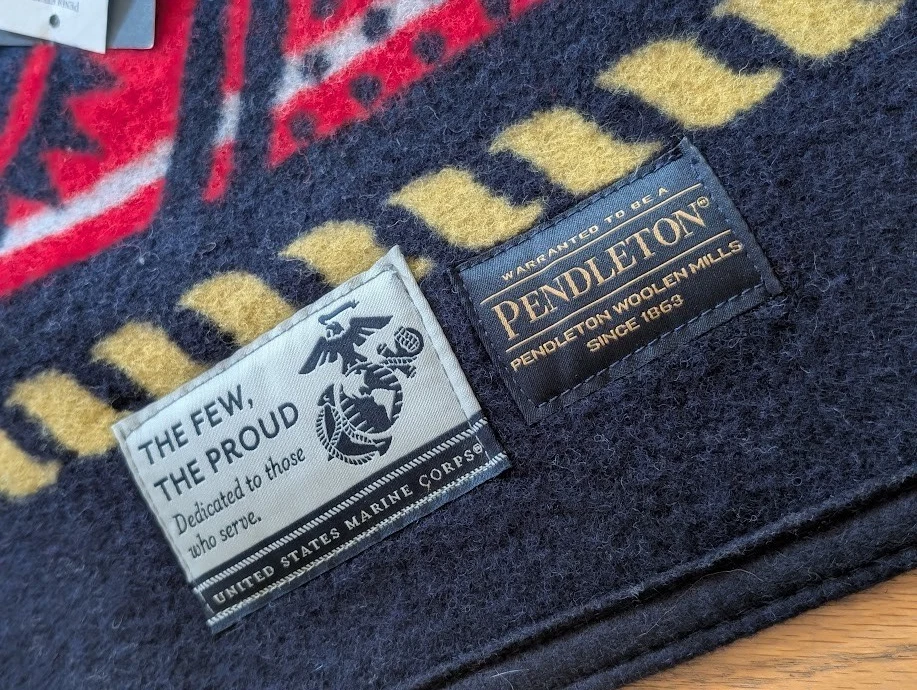 THE FEW,
THE PROUD
Dedicated to those
who serve.
UNITED STATES MARINE CORPS®
WARRANTED TO BE A
PENDLETON®
PENDLETON WOOLEN MILLS
SINCE 1863